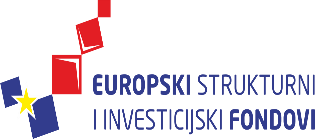 EUROPSKI STRUKTURNI
I INVESTICIJSKI FONDOVI